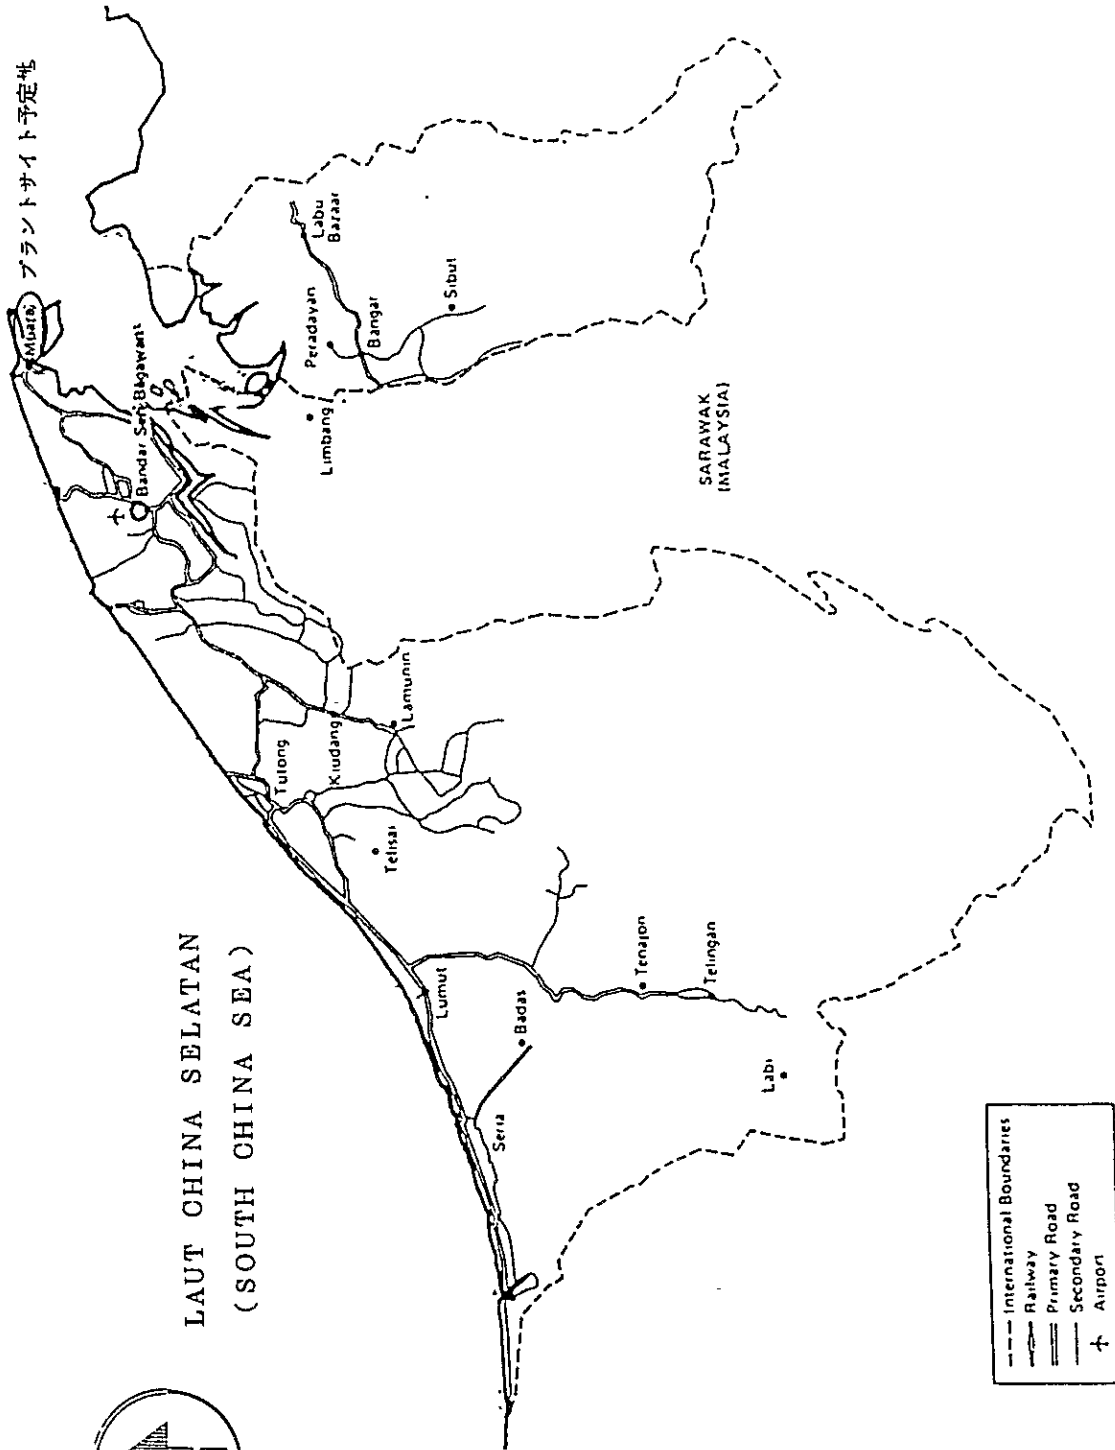 LAUT CHINA SELATAN
(SOUTH CHINA SEA)
Muara
プラントサイト予定地
Bandar Seri Bagawan
Limbang
Peradayan
Bangar
Labu
Bazaar
Sibut
Tutong
Kiudang
Lamunin
Telisai
Lumut
Seria
Badas
Tenajon
Telingan
Labi
SARAWAK
(MALAYSIA)
International Boundaries
Railway
Primary Road
Secondary Road
Airport